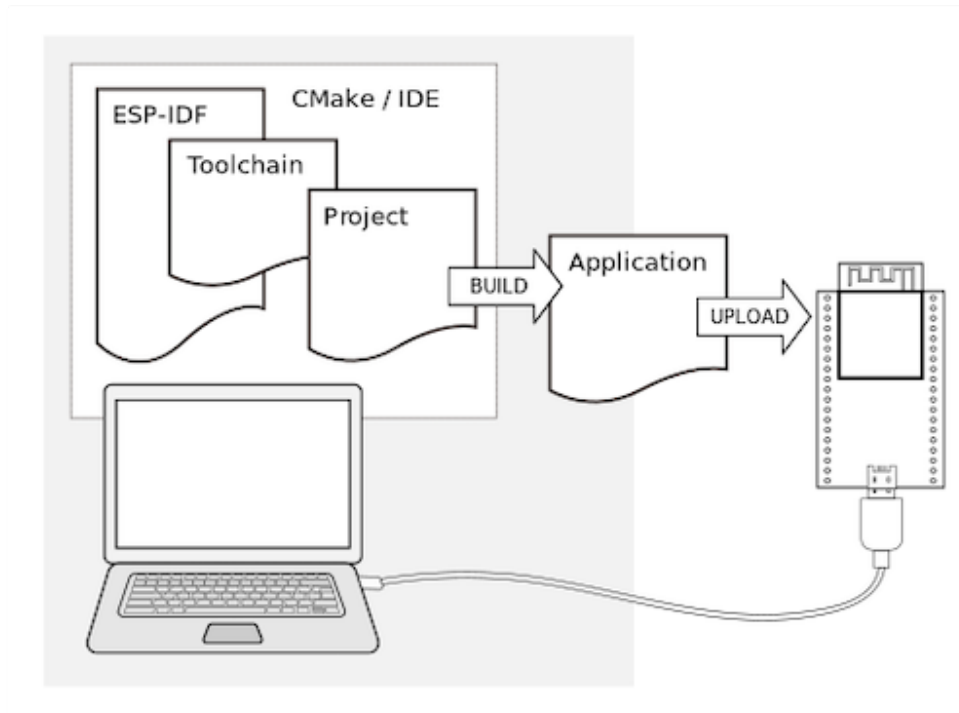 CMake / IDE
ESP-IDF
Toolchain
Project
BUILD
Application
UPLOAD